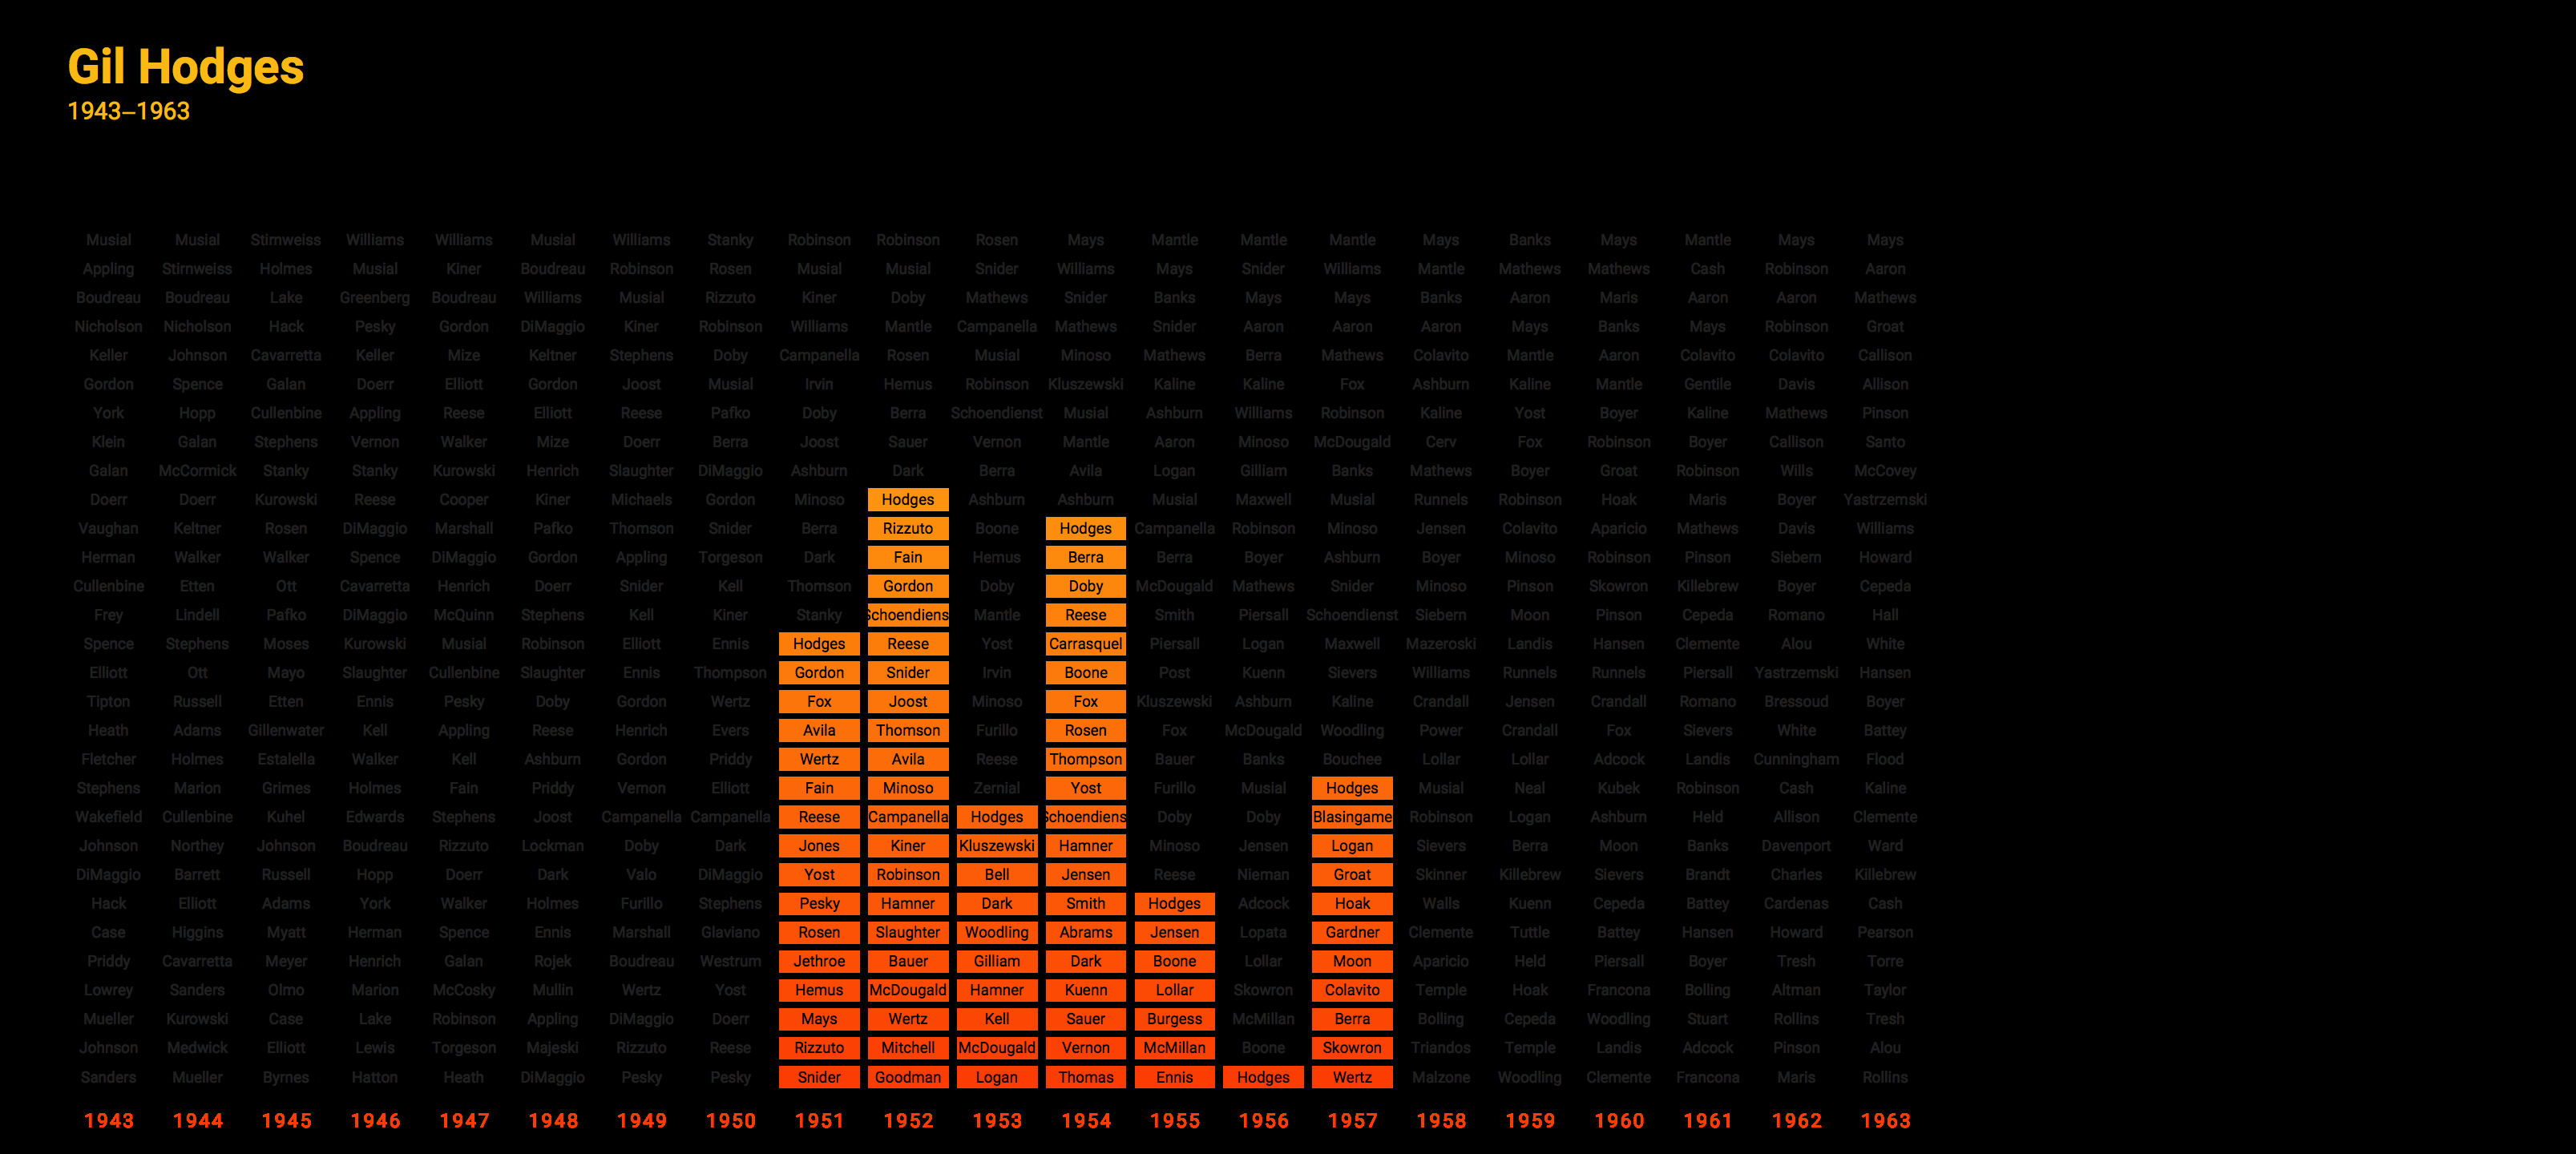 Gil Hodges
1943–1963
Musial Musial Stirnweiss Williams Williams Musial Williams Stanky Robinson Robinson Rosen Mays Mantle Mantle Mantle Mays Banks Mays Mantle Mays Mays
Appling Stirnweiss Holmes Musial Kiner Boudreau Robinson Rosen Musial Musial Snider Williams Mays Snider Williams Mantle Mathews Mathews Cash Robinson Aaron
Boudreau Boudreau Lake Greenberg Boudreau Williams Musial Rizzuto Kiner Doby Mathews Snider Banks Mays Mays Banks Aaron Maris Aaron Aaron Mathews
Nicholson Nicholson Hack Pesky Gordon DiMaggio Kiner Robinson Williams Mantle Campanella Mathews Snider Aaron Aaron Aaron Mays Banks Mays Robinson Groat
Keller Johnson Cavarretta Keller Mize Keltner Stephens Doby Campanella Rosen Musial Minoso Mathews Berra Mathews Colavito Mantle Aaron Colavito Colavito Callison
Gordon Spence Galan Doerr Elliott Gordon Joost Musial Irvin Hemus Robinson Kluszewski Kaline Kaline Fox Ashburn Kaline Mantle Gentile Davis Allison
York Hopp Cullenbine Appling Reese Elliott Reese Pafko Doby Berra Schoendienst Musial Ashburn Williams Robinson Kaline Yost Boyer Kaline Mathews Pinson
Klein Galan Stephens Vernon Walker Mize Doerr Berra Joost Sauer Vernon Mantle Aaron Minoso McDougald Cerv Fox Robinson Boyer Callison Santo
Galan McCormick Stanky Stanky Kurowski Henrich Slaughter DiMaggio Ashburn Dark Berra Avila Logan Gilliam Banks Mathews Boyer Groat Robinson Wills McCovey
Doerr Doerr Kurowski Reese Cooper Kiner Michaels Gordon Minoso Hodges Ashburn Ashburn Musial Maxwell Musial Runnels Robinson Hoak Maris Boyer Yastrzemski
Vaughan Keltner Rosen DiMaggio Marshall Pafko Thomson Snider Berra Rizzuto Boone Hodges Campanella Robinson Minoso Jensen Colavito Aparicio Mathews Davis Williams
Herman Walker Walker Spence DiMaggio Gordon Appling Torgeson Dark Fain Hemus Berra Berra Boyer Ashburn Boyer Minoso Robinson Pinson Siebern Howard
Cullenbine Etten Ott Cavarretta Henrich Doerr Snider Kell Thomson Gordon Doby Doby McDougald Mathews Snider Minoso Pinson Skowron Killebrew Boyer Cepeda
Frey Lindell Pafko DiMaggio McQuinn Stephens Kell Kiner Stanky Schoendiens Mantle Reese Smith Piersall Schoendienst Siebern Moon Pinson Cepeda Romano Hall
Spence Stephens Moses Kurowski Musial Robinson Elliott Ennis Hodges Reese Yost Carrasquel Piersall Logan Maxwell Mazeroski Landis Hansen Clemente Alou White
Elliott Ott Mayo Slaughter Cullenbine Slaughter Ennis Thompson Gordon Snider Irvin Boone Post Kuenn Sievers Williams Runnels Runnels Piersall Yastrzemski Hansen
Tipton Russell Etten Ennis Pesky Doby Gordon Wertz Fox Joost Minoso Fox Kluszewski Ashburn Kaline Crandall Jensen Crandall Romano Bressoud Boyer
Heath Adams Gillenwater Kell Appling Reese Henrich Evers Avila Thomson Furillo Rosen Fox McDougald Woodling Power Crandall Fox Sievers White Battey
Fletcher Holmes Estalella Walker Kell Ashburn Gordon Priddy Wertz Avila Reese Thompson Bauer Banks Bouchee Lollar Lollar Adcock Landis Cunningham Flood
Stephens Marion Grimes Holmes Fain Priddy Vernon Elliott Fain Minoso Zernial Yost Furillo Musial Hodges Musial Neal Kubek Robinson Cash Kaline
Wakefield Cullenbine Kuhel Edwards Stephens Joost Campanella Campanella Reese Campanella Hodges Schoendiens Doby Doby Blasingame Robinson Logan Ashburn Held Allison Clemente
Johnson Northey Johnson Boudreau Rizzuto Lockman Doby Dark Jones Kiner Kluszewski Hamner Minoso Jensen Logan Sievers Berra Moon Banks Davenport Ward
DiMaggio Barrett Russell Hopp Doerr Dark Valo DiMaggio Yost Robinson Bell Jensen Reese Nieman Groat Skinner Killebrew Sievers Brandt Charles Killebrew
Hack Elliott Adams York Walker Holmes Furillo Stephens Pesky Hamner Dark Smith Hodges Adcock Hoak Walls Kuenn Cepeda Battey Cardenas Cash
Case Higgins Myatt Herman Spence Ennis Marshall Glaviano Rosen Slaughter Woodling Abrams Jensen Lopata Gardner Clemente Tuttle Battey Hansen Howard Pearson
Priddy Cavarretta Meyer Henrich Galan Rojek Boudreau Westrum Jethroe Bauer Gilliam Dark Boone Lollar Moon Aparicio Held Piersall Boyer Tresh Torre
Lowrey Sanders Olmo Marion McCosky Mullin Wertz Yost Hemus McDougald Hamner Kuenn Lollar Skowron Colavito Temple Hoak Francona Bolling Altman Taylor
Mueller Kurowski Case Lake Robinson Appling DiMaggio Doerr Mays Wertz Kell Sauer Burgess McMillan Berra Bolling Cepeda Woodling Stuart Rollins Tresh
Johnson Medwick Elliott Lewis Torgeson Majeski Rizzuto Reese Rizzuto Mitchell McDougald Vernon McMillan Boone Skowron Triandos Temple Landis Adcock Pinson Alou
Sanders Mueller Byrnes Hatton Heath DiMaggio Pesky Pesky Snider Goodman Logan Thomas Ennis Hodges Wertz Malzone Woodling Clemente Francona Maris Rollins
1943 1944 1945 1946 1947 1948 1949 1950 1951 1952 1953 1954 1955 1956 1957 1958 1959 1960 1961 1962 1963